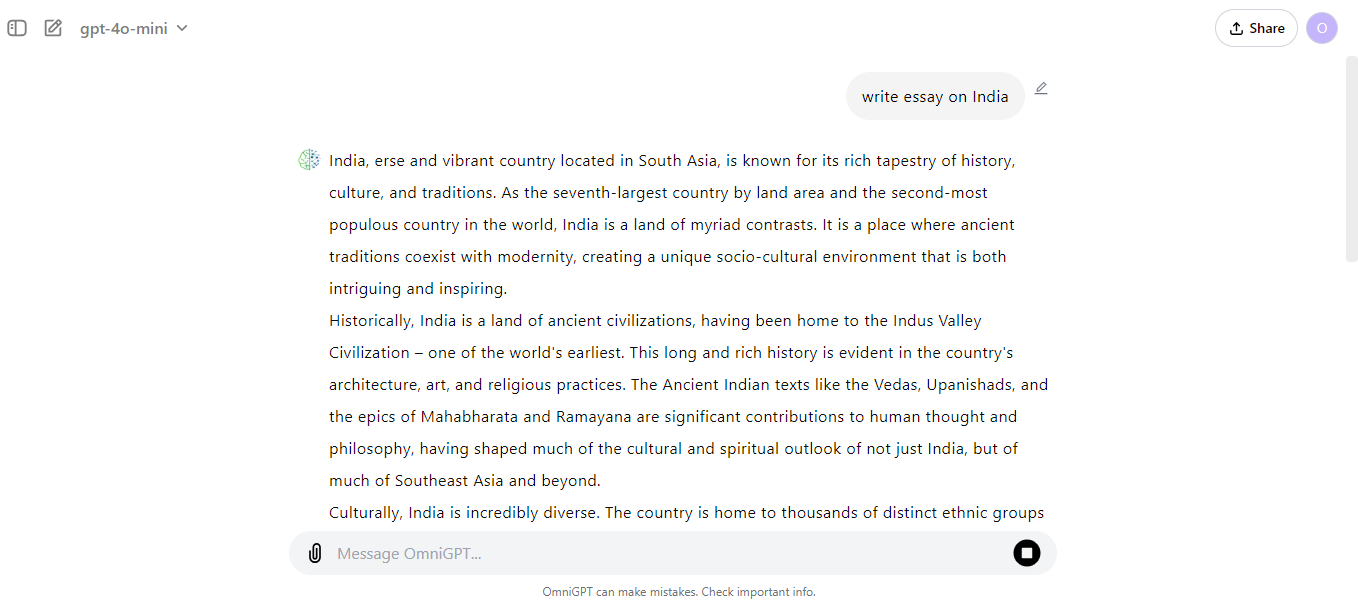 gpt-4o-mini
Share
O
write essay on India
India, erse and vibrant country located in South Asia, is known for its rich tapestry of history,
culture, and traditions. As the seventh-largest country by land area and the second-most
populous country in the world, India is a land of myriad contrasts. It is a place where ancient
traditions coexist with modernity, creating a unique socio-cultural environment that is both
intriguing and inspiring.
Historically, India is a land of ancient civilizations, having been home to the Indus Valley
Civilization – one of the world's earliest. This long and rich history is evident in the country's
architecture, art, and religious practices. The Ancient Indian texts like the Vedas, Upanishads, and
the epics of Mahabharata and Ramayana are significant contributions to human thought and
philosophy, having shaped much of the cultural and spiritual outlook of not just India, but of
much of Southeast Asia and beyond.
Culturally, India is incredibly diverse. The country is home to thousands of distinct ethnic groups
Message OmniGPT...
OmniGPT can make mistakes. Check important info.